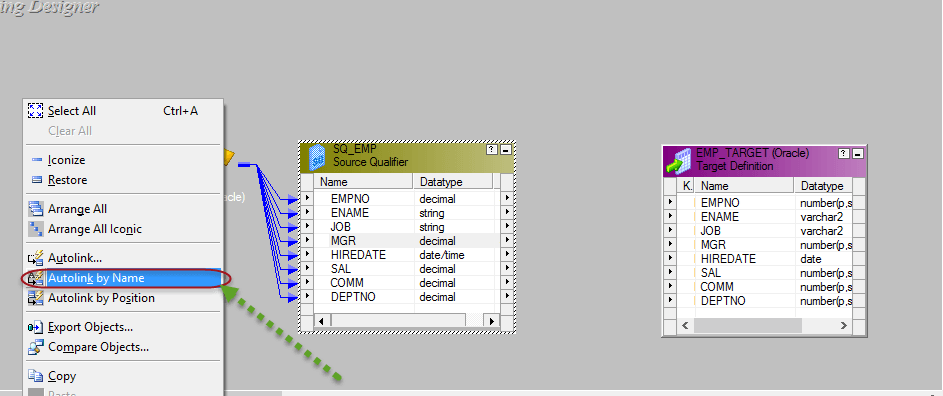 ing Designer
Select All Ctrl+A
Clear All
Iconize
Restore
Arrange All
Arrange All Iconic
Autolink...
Autolink by Name
Autolink by Position
Export Objects...
Compare Objects...
Copy
Paste
cle)
SQ
SQ_EMP
Source Qualifier
Name Datatype
EMPNO decimal
ENAME string
JOB string
MGR decimal
HIREDATE date/time
SAL decimal
COMM decimal
DEPTNO decimal
EMP_TARGET (Oracle)
Target Definition
K Name Datatype
EMPNO number(p,s
ENAME varchar2
JOB varchar2
MGR number(p,s
HIREDATE date
SAL number(p,s
COMM number(p,s
DEPTNO number(p,s